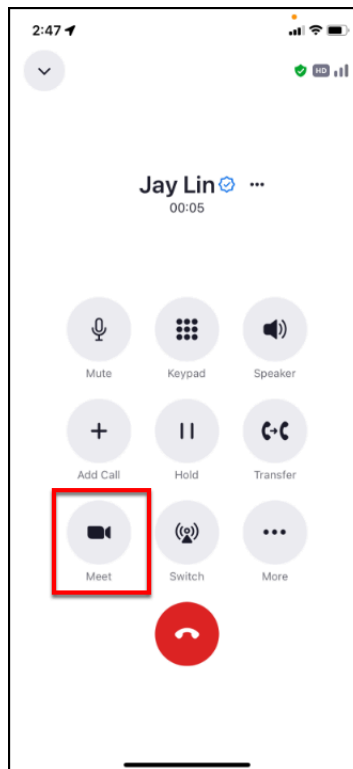 2:47
HD
Jay Lin
00:05
Mute Keypad Speaker
Add Call Hold Transfer
Meet Switch More